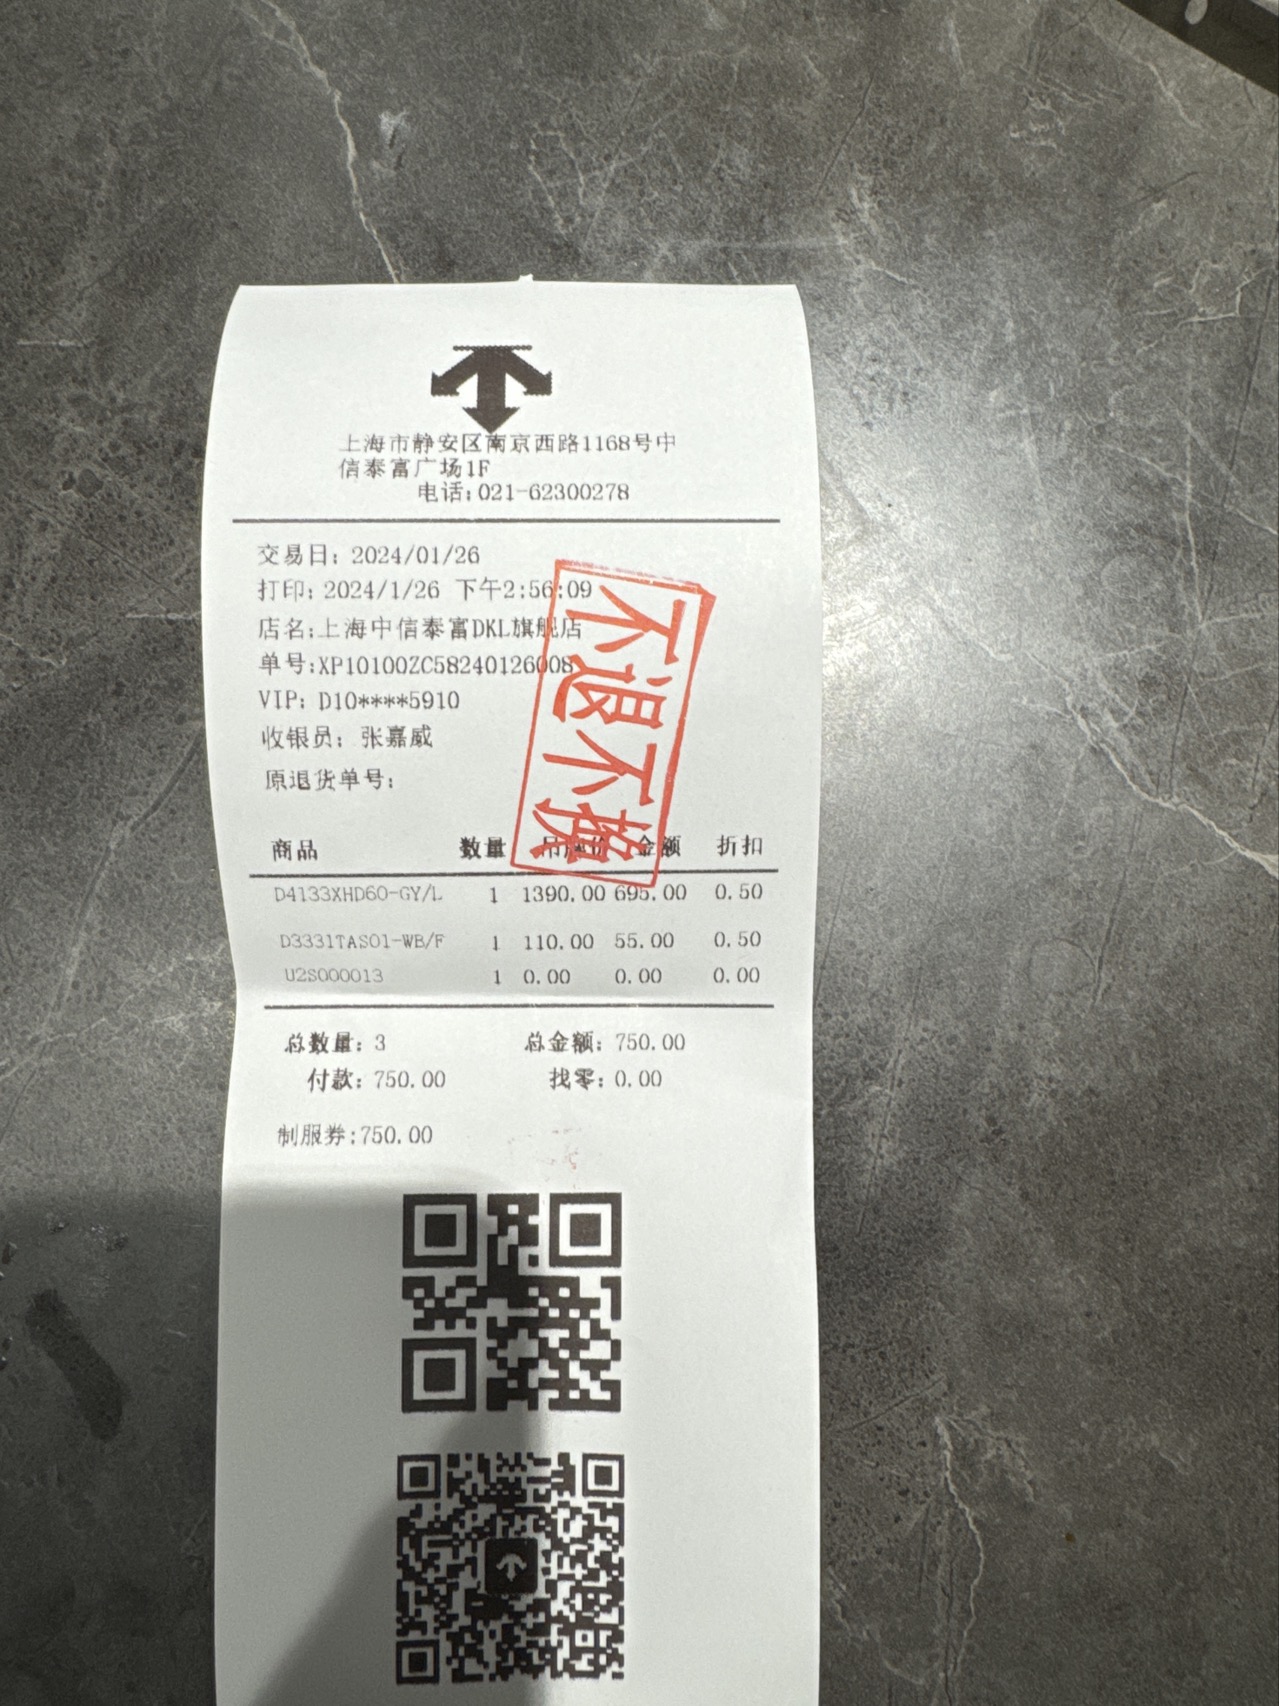 上海市静安区南京西路1168号中
信泰富广场1F
电话:021-62300278
交易日: 2024/01/26
打印: 2024/1/26 下午2:56:09
店名:上海中信泰富DKL旗舰店
单号:XP10100ZC58240126008
VIP: D10****5910
收银员: 张嘉威
原退货单号:
不退不换
商品 数量 吊牌价 金额 折扣
D4133XHD60-GY/L 1 1390.00 695.00 0.50
D3331TAS01-WB/F 1 110.00 55.00 0.50
U2S000013 1 0.00 0.00 0.00
总数量: 3 总金额: 750.00
付款: 750.00 找零: 0.00
制服券:750.00